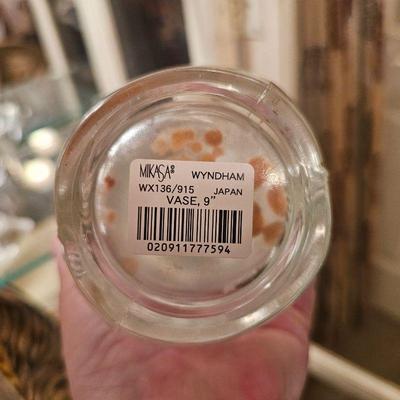 MIKASA® WYNDHAM
WX136/915 JAPAN
VASE, 9"
020911777594